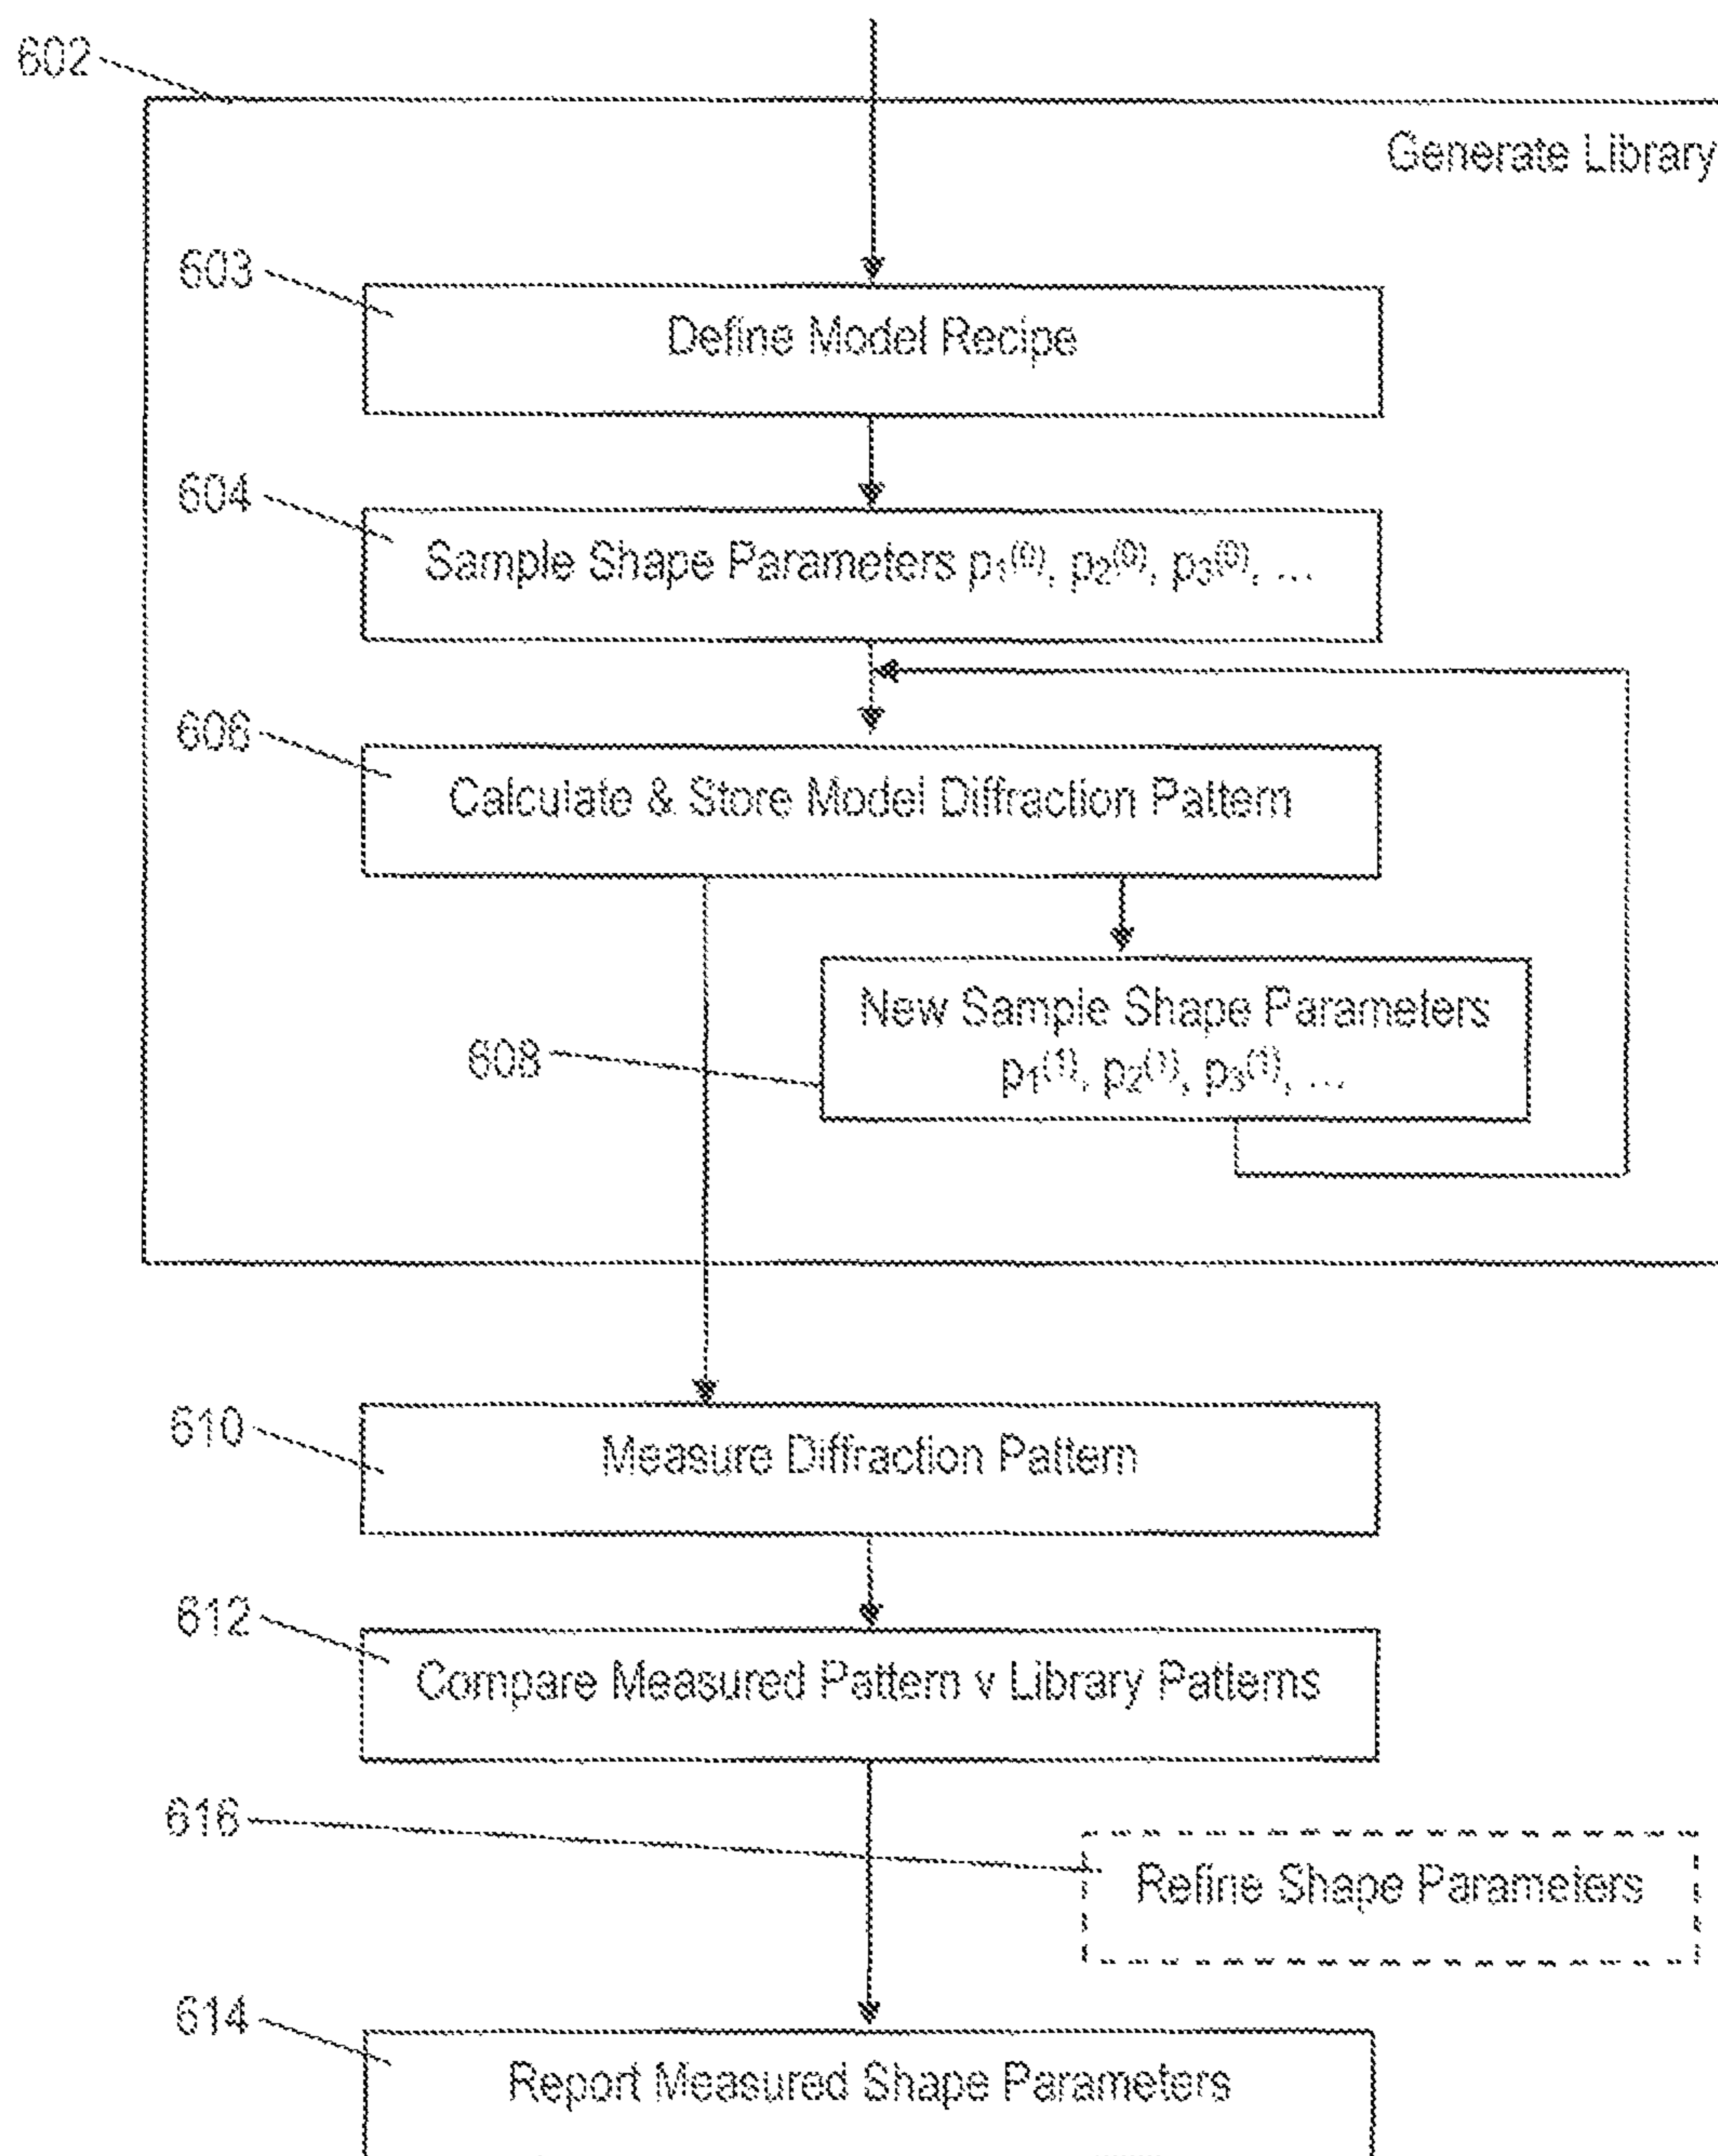 602
Generate Library
603
Define Model Recipe
604
Sample Shape Parameters p₁⁽⁰⁾, p₂⁽⁰⁾, p₃⁽⁰⁾, ...
606
Calculate & Store Model Diffraction Pattern
New Sample Shape Parameters
608
p₁⁽¹⁾, p₂⁽¹⁾, p₃⁽¹⁾, ...
610
Measure Diffraction Pattern
612
Compare Measured Pattern v Library Patterns
616
Refine Shape Parameters
614
Report Measured Shape Parameters